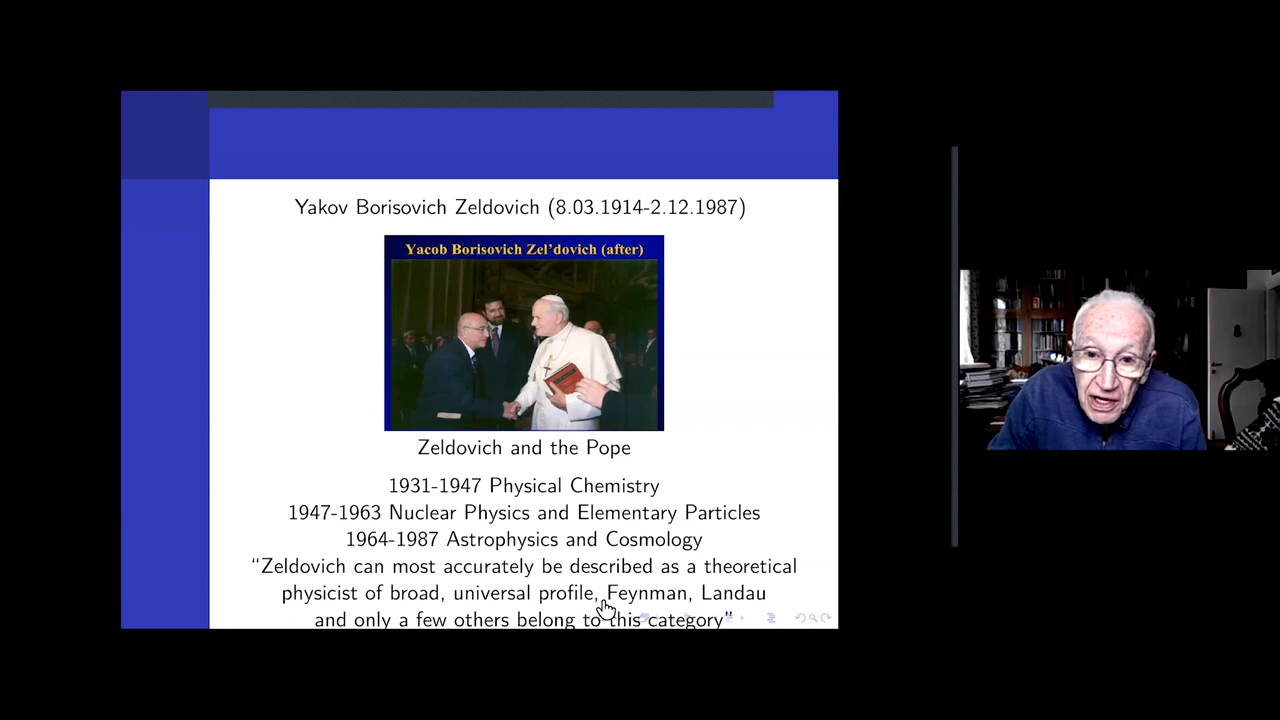 Yakov Borisovich Zeldovich (8.03.1914-2.12.1987)
Yacob Borisovich Zel'dovich (after)
Zeldovich and the Pope
1931-1947 Physical Chemistry
1947-1963 Nuclear Physics and Elementary Particles
1964-1987 Astrophysics and Cosmology
“Zeldovich can most accurately be described as a theoretical
physicist of broad, universal profile, Feynman, Landau
and only a few others belong to this category”